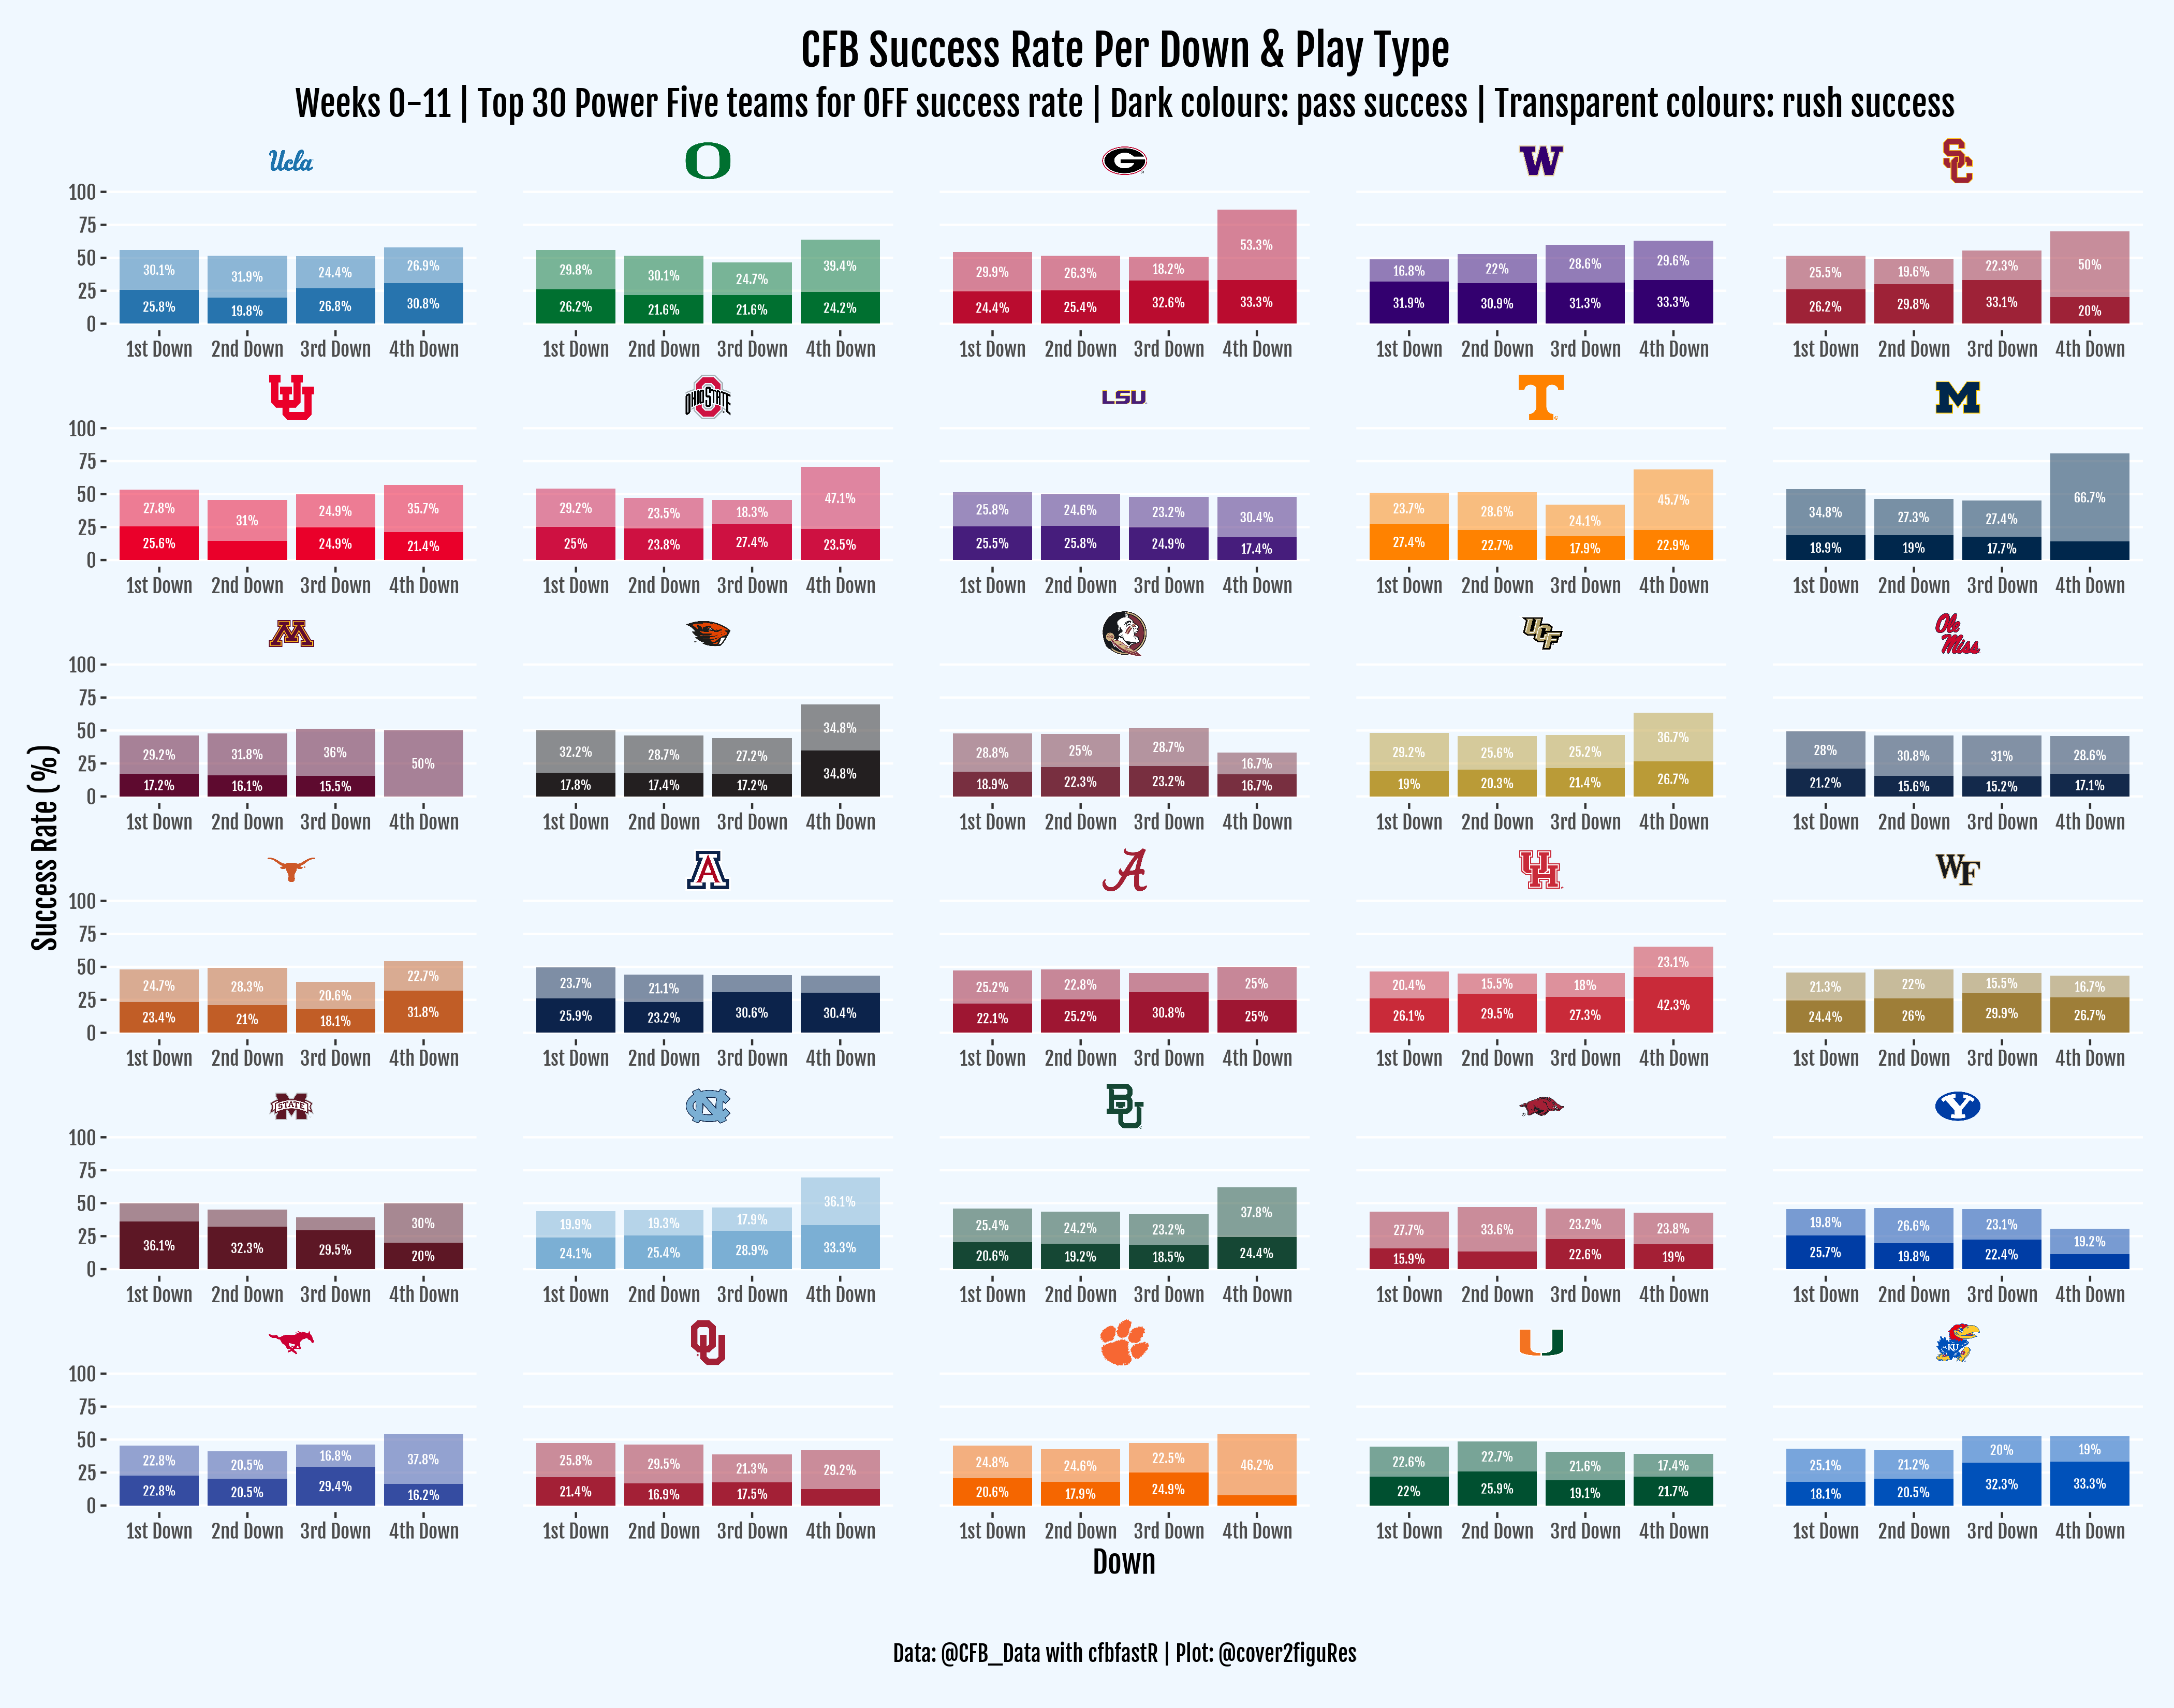 CFB Success Rate Per Down & Play Type
Weeks 0-11 | Top 30 Power Five teams for OFF success rate | Dark colours: pass success | Transparent colours: rush success
Ucla
O
G
W
SC
100
75
50
25
0
30.1% 31.9% 24.4% 26.9%
25.8% 19.8% 26.8% 30.8%
29.8% 30.1% 24.7% 39.4%
26.2% 21.6% 21.6% 24.2%
29.9% 26.3% 18.2% 53.3%
24.4% 25.4% 32.6% 33.3%
16.8% 22% 28.6% 29.6%
31.9% 30.9% 31.3% 33.3%
25.5% 19.6% 22.3% 50%
26.2% 29.8% 33.1% 20%
1st Down 2nd Down 3rd Down 4th Down 1st Down 2nd Down 3rd Down 4th Down 1st Down 2nd Down 3rd Down 4th Down 1st Down 2nd Down 3rd Down 4th Down 1st Down 2nd Down 3rd Down 4th Down
U
OHIO STATE
LSU
T
M
100
75
50
25
0
27.8% 31% 24.9% 35.7%
25.6% 24.9% 21.4%
29.2% 23.5% 18.3% 47.1%
25% 23.8% 27.4% 23.5%
25.8% 24.6% 23.2% 30.4%
25.5% 25.8% 24.9% 17.4%
23.7% 28.6% 24.1% 45.7%
27.4% 22.7% 17.9% 22.9%
34.8% 27.3% 27.4% 66.7%
18.9% 19% 17.7%
1st Down 2nd Down 3rd Down 4th Down 1st Down 2nd Down 3rd Down 4th Down 1st Down 2nd Down 3rd Down 4th Down 1st Down 2nd Down 3rd Down 4th Down 1st Down 2nd Down 3rd Down 4th Down
M
UCF
Ole Miss
100
75
50
25
0
29.2% 31.8% 36% 50%
17.2% 16.1% 15.5%
32.2% 28.7% 27.2% 34.8%
17.8% 17.4% 17.2% 34.8%
28.8% 25% 28.7% 16.7%
18.9% 22.3% 23.2% 16.7%
29.2% 25.6% 25.2% 36.7%
19% 20.3% 21.4% 26.7%
28% 30.8% 31% 28.6%
21.2% 15.6% 15.2% 17.1%
1st Down 2nd Down 3rd Down 4th Down 1st Down 2nd Down 3rd Down 4th Down 1st Down 2nd Down 3rd Down 4th Down 1st Down 2nd Down 3rd Down 4th Down 1st Down 2nd Down 3rd Down 4th Down
Success Rate (%)
A
A
UH
WF
100
75
50
25
0
24.7% 28.3% 20.6% 22.7%
23.4% 21% 18.1% 31.8%
23.7% 21.1%
25.9% 23.2% 30.6% 30.4%
25.2% 22.8% 25%
22.1% 25.2% 30.8% 25%
20.4% 15.5% 18% 23.1%
26.1% 29.5% 27.3% 42.3%
21.3% 22% 15.5% 16.7%
24.4% 26% 29.9% 26.7%
1st Down 2nd Down 3rd Down 4th Down 1st Down 2nd Down 3rd Down 4th Down 1st Down 2nd Down 3rd Down 4th Down 1st Down 2nd Down 3rd Down 4th Down 1st Down 2nd Down 3rd Down 4th Down
M STATE
NC
BU
Y
100
75
50
25
0
30%
36.1% 32.3% 29.5% 20%
19.9% 19.3% 17.9% 36.1%
24.1% 25.4% 28.9% 33.3%
25.4% 24.2% 23.2% 37.8%
20.6% 19.2% 18.5% 24.4%
27.7% 33.6% 23.2% 23.8%
15.9% 22.6% 19%
19.8% 26.6% 23.1% 19.2%
25.7% 19.8% 22.4%
1st Down 2nd Down 3rd Down 4th Down 1st Down 2nd Down 3rd Down 4th Down 1st Down 2nd Down 3rd Down 4th Down 1st Down 2nd Down 3rd Down 4th Down 1st Down 2nd Down 3rd Down 4th Down
OU
U
KU
100
75
50
25
0
22.8% 20.5% 16.8% 37.8%
22.8% 20.5% 29.4% 16.2%
25.8% 29.5% 21.3% 29.2%
21.4% 16.9% 17.5%
24.8% 24.6% 22.5% 46.2%
20.6% 17.9% 24.9%
22.6% 22.7% 21.6% 17.4%
22% 25.9% 19.1% 21.7%
25.1% 21.2% 20% 19%
18.1% 20.5% 32.3% 33.3%
1st Down 2nd Down 3rd Down 4th Down 1st Down 2nd Down 3rd Down 4th Down 1st Down 2nd Down 3rd Down 4th Down 1st Down 2nd Down 3rd Down 4th Down 1st Down 2nd Down 3rd Down 4th Down
Down
Data: @CFB_Data with cfbfastR | Plot: @cover2figuRes